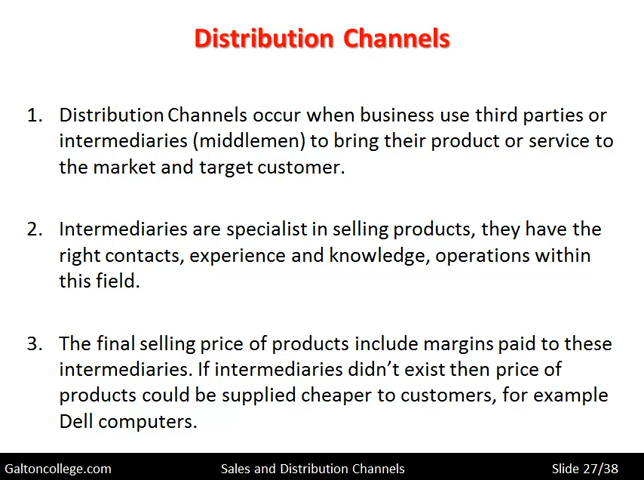 Distribution Channels
1. Distribution Channels occur when business use third parties or
intermediaries (middlemen) to bring their product or service to
the market and target customer.
2. Intermediaries are specialist in selling products, they have the
right contacts, experience and knowledge, operations within
this field.
3. The final selling price of products include margins paid to these
intermediaries. If intermediaries didn't exist then price of
products could be supplied cheaper to customers, for example
Dell computers.
Galtoncollege.com Sales and Distribution Channels Slide 27/38